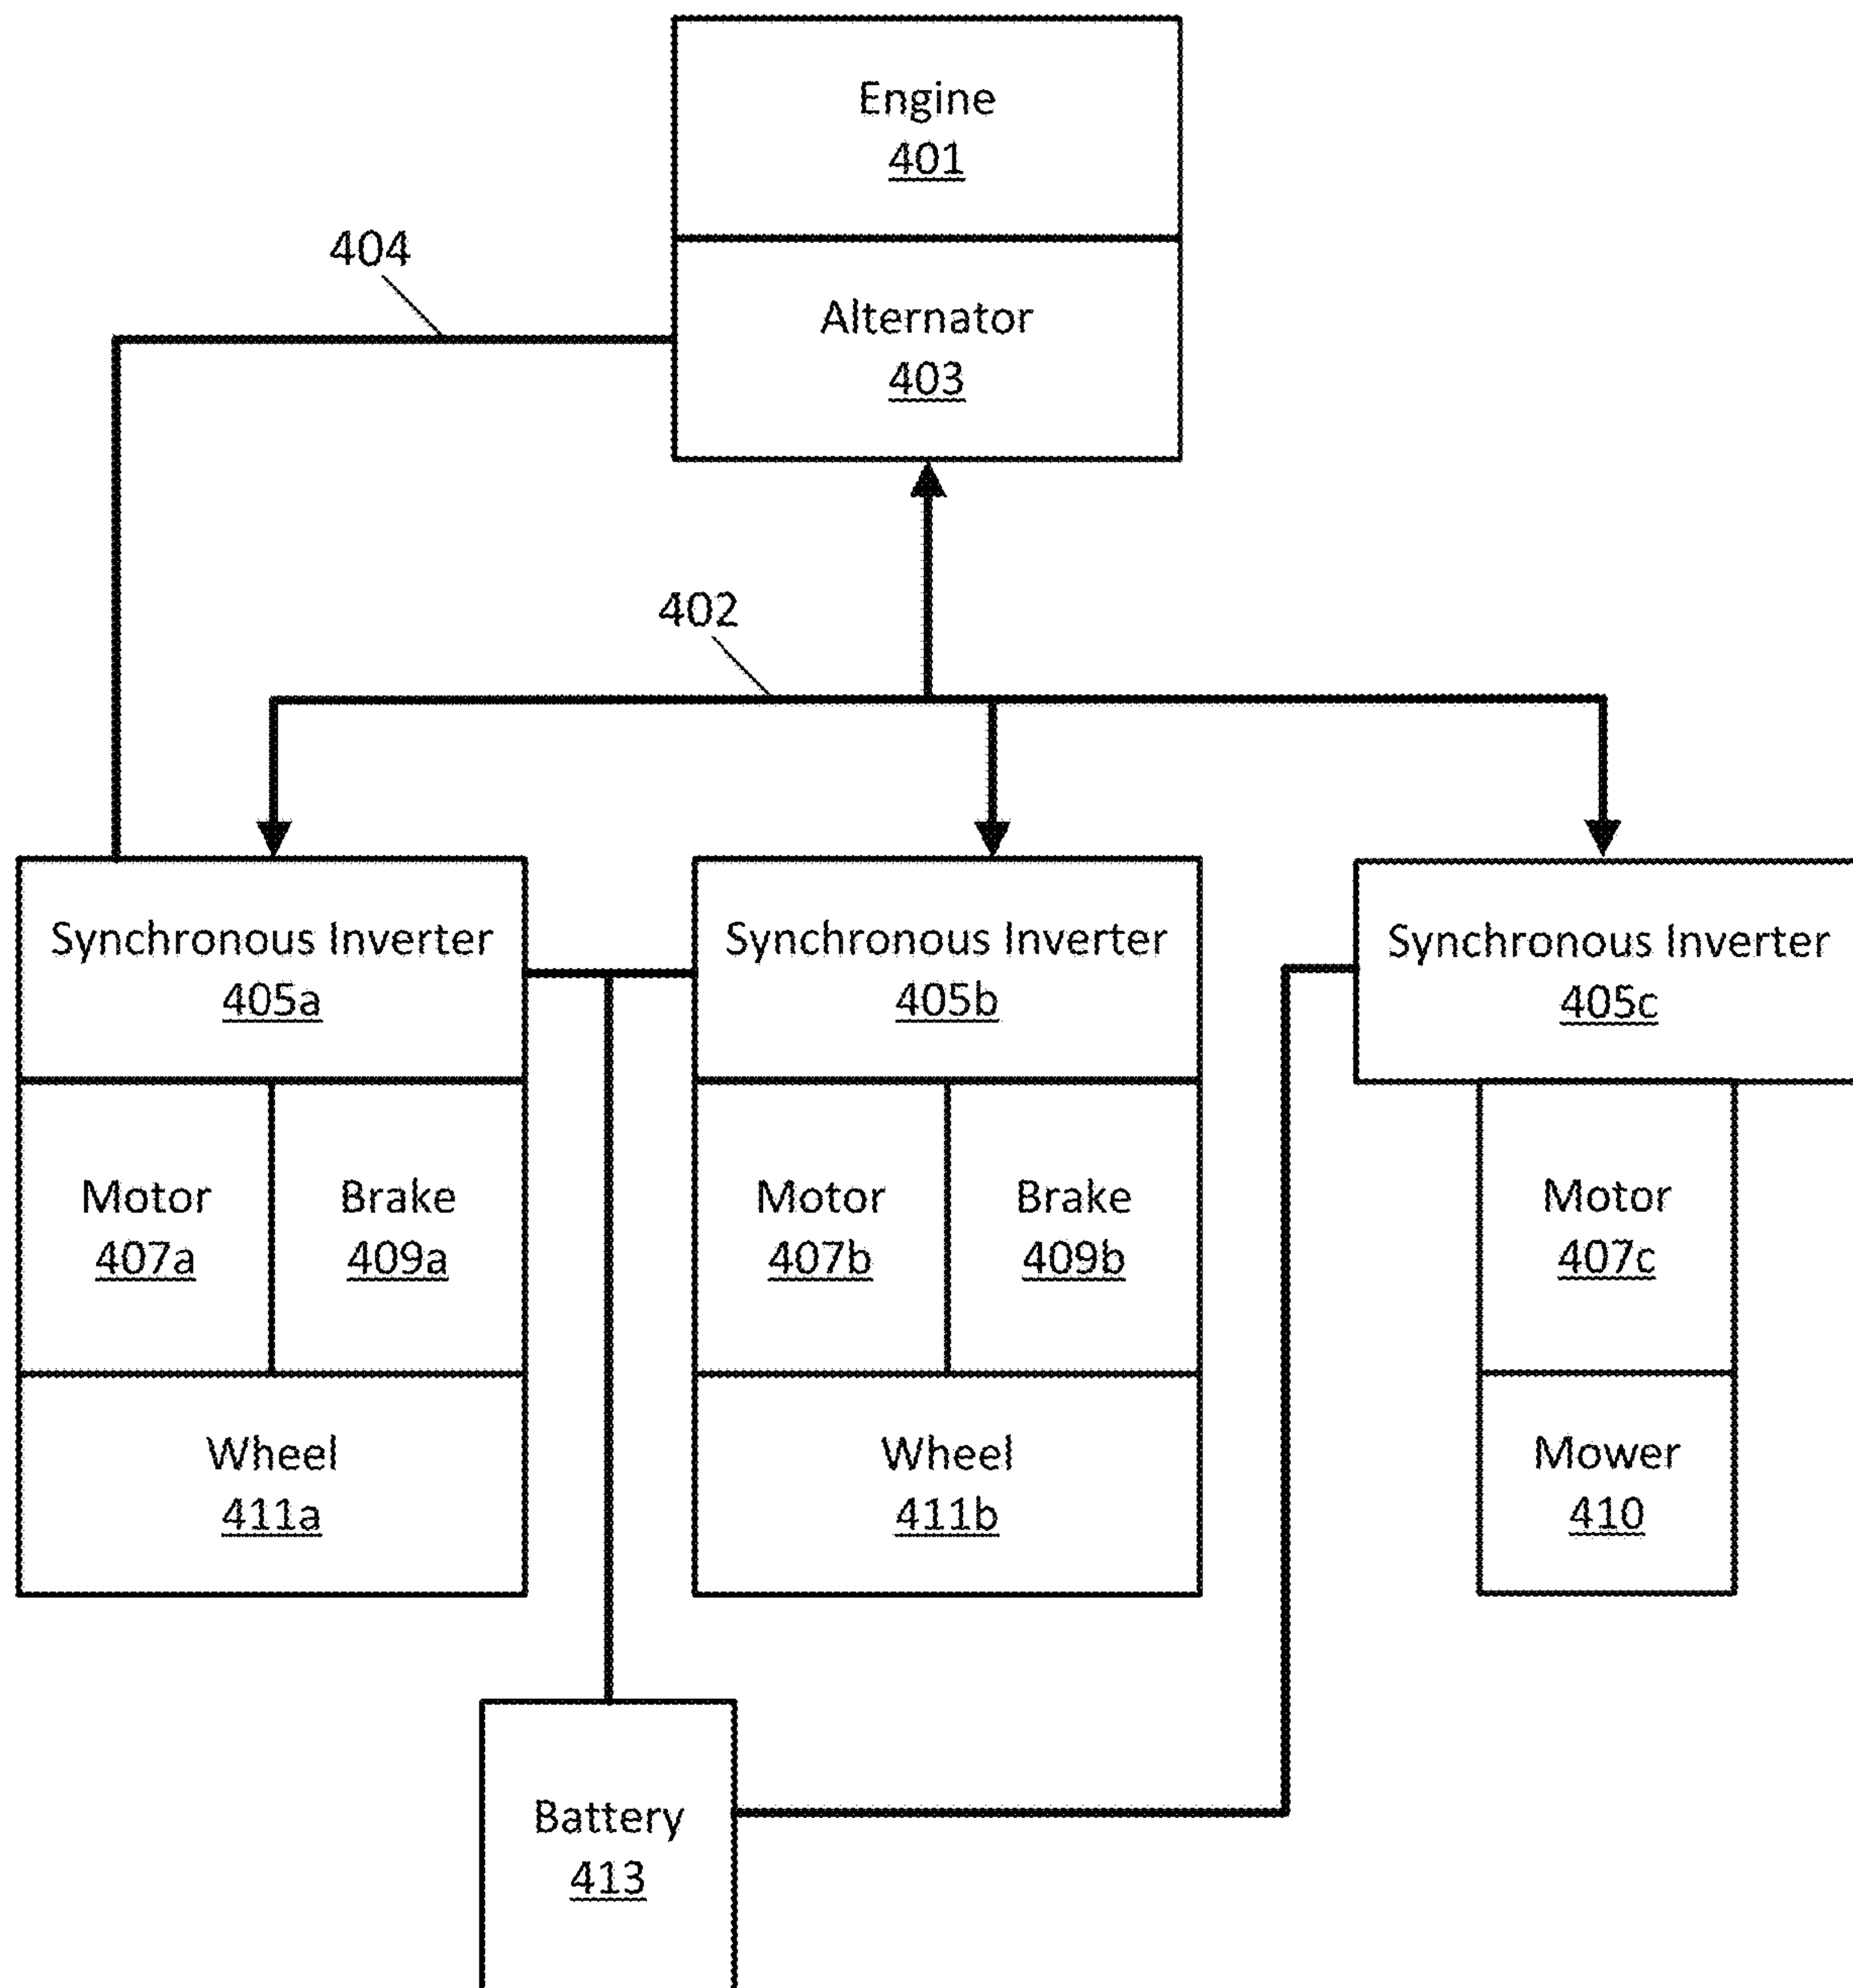 Engine
401
404
Alternator
403
402
Synchronous Inverter
405a
Synchronous Inverter
405b
Synchronous Inverter
405c
Motor
407a
Brake
409a
Motor
407b
Brake
409b
Motor
407c
Wheel
411a
Wheel
411b
Mower
410
Battery
413